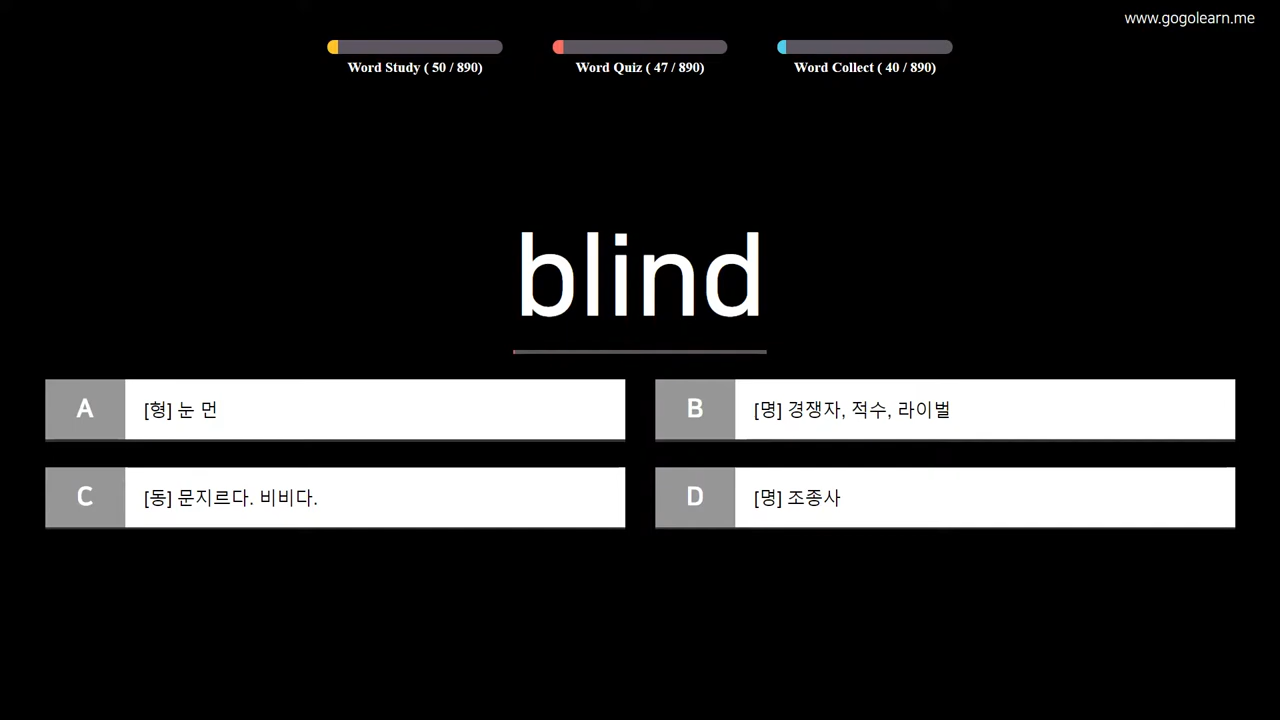 www.gogolearn.me
Word Study ( 50 / 890)
Word Quiz ( 47 / 890)
Word Collect ( 40 / 890)
blind
A [형] 눈 먼
B [명] 경쟁자, 적수, 라이벌
C [동] 문지르다. 비비다.
D [명] 조종사